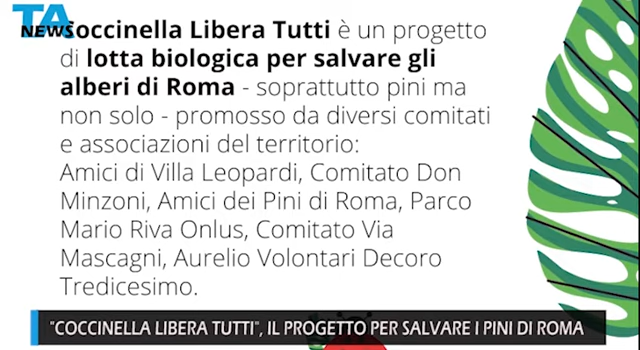 TA
NEWS
Coccinella Libera Tutti è un progetto
di lotta biologica per salvare gli
alberi di Roma - soprattutto pini ma
non solo - promosso da diversi comitati
e associazioni del territorio:
Amici di Villa Leopardi, Comitato Don
Minzoni, Amici dei Pini di Roma, Parco
Mario Riva Onlus, Comitato Via
Mascagni, Aurelio Volontari Decoro
Tredicesimo.
"COCCINELLA LIBERA TUTTI", IL PROGETTO PER SALVARE I PINI DI ROMA